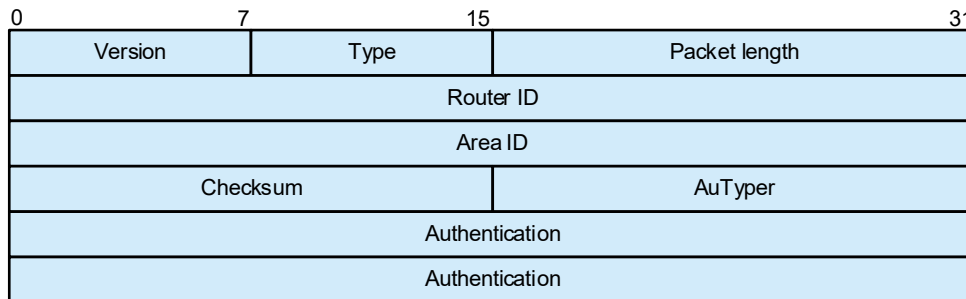 0 7 15 31
Version Type Packet length
Router ID
Area ID
Checksum AuTyper
Authentication
Authentication